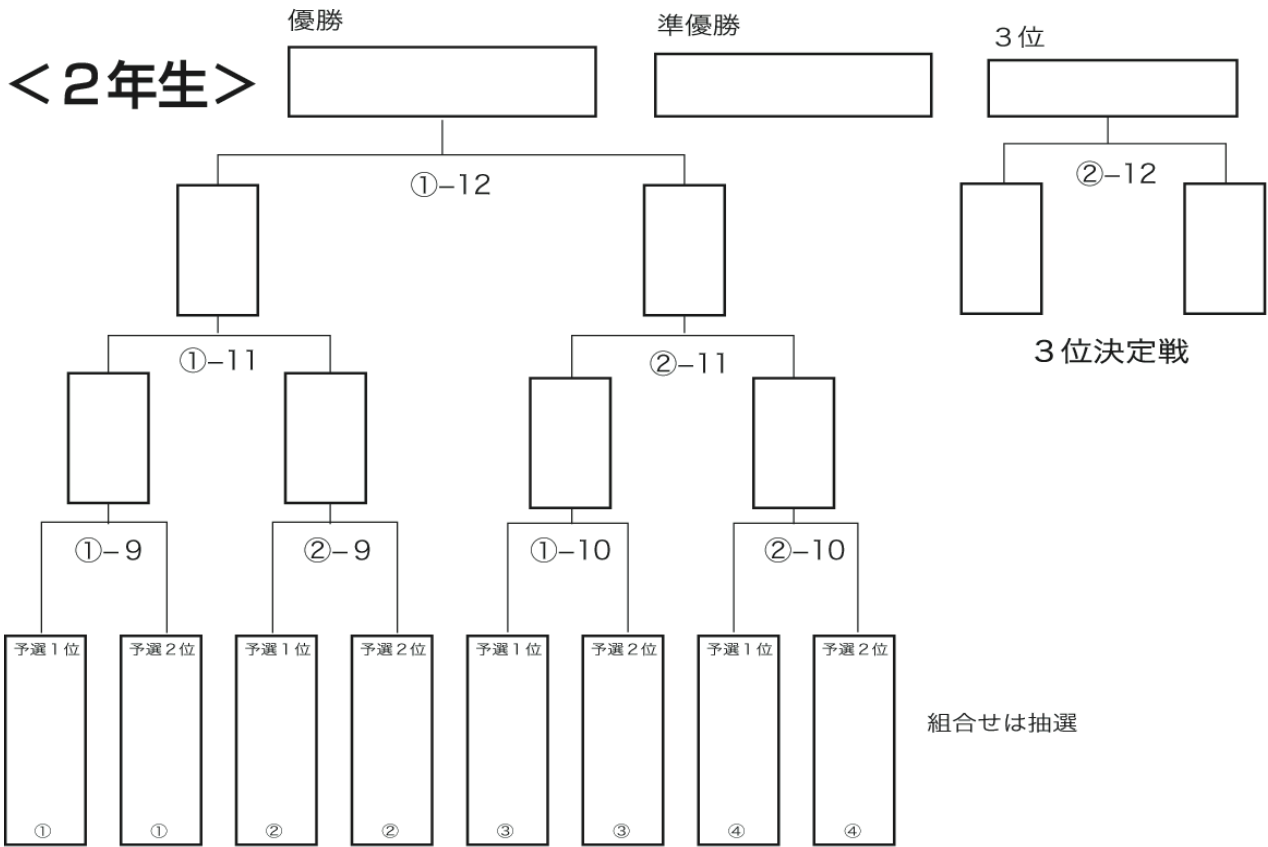 優勝
準優勝
３位
＜２年生＞
①–12
②–12
３位決定戦
①–11
②–11
①–９
②–９
①–10
②–10
予選１位
予選２位
予選１位
予選２位
予選１位
予選２位
予選１位
予選２位
組合せは抽選
①
①
②
②
③
③
④
④